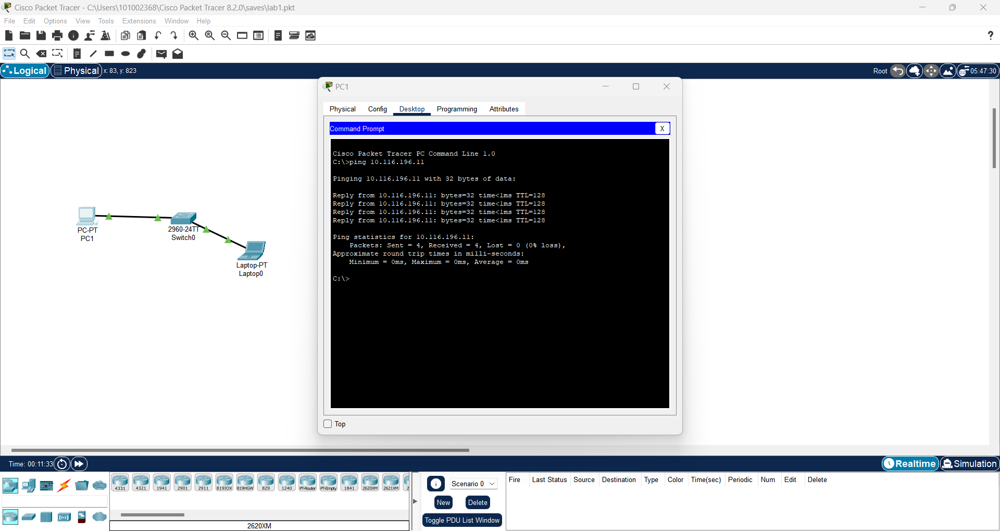 Cisco Packet Tracer - C:\Users\101002368\Cisco Packet Tracer 8.2.0\saves\lab1.pkt
File Edit Options View Tools Extensions Window Help
?
Logical Physical x: 83, y: 823 Root 05:47:30
PC1
Physical Config Desktop Programming Attributes
Command Prompt X
Cisco Packet Tracer PC Command Line 1.0
C:\>ping 10.116.196.11
Pinging 10.116.196.11 with 32 bytes of data:
Reply from 10.116.196.11: bytes=32 time<1ms TTL=128
Reply from 10.116.196.11: bytes=32 time<1ms TTL=128
Reply from 10.116.196.11: bytes=32 time<1ms TTL=128
Reply from 10.116.196.11: bytes=32 time<1ms TTL=128
Ping statistics for 10.116.196.11:
Packets: Sent = 4, Received = 4, Lost = 0 (0% loss),
Approximate round trip times in milli-seconds:
Minimum = 0ms, Maximum = 0ms, Average = 0ms
C:\>
Top
PC-PT
PC1
2960-24TT
Switch0
Laptop-PT
Laptop0
Time: 00:11:33 Realtime Simulation
4331 4321 1941 2901 2911 819IOX 819HGW 829 1240 PT-Router PT-Empty 1841 2620XM 2621XM 2
2620XM
Scenario 0
New Delete
Toggle PDU List Window
Fire Last Status Source Destination Type Color Time(sec) Periodic Num Edit Delete